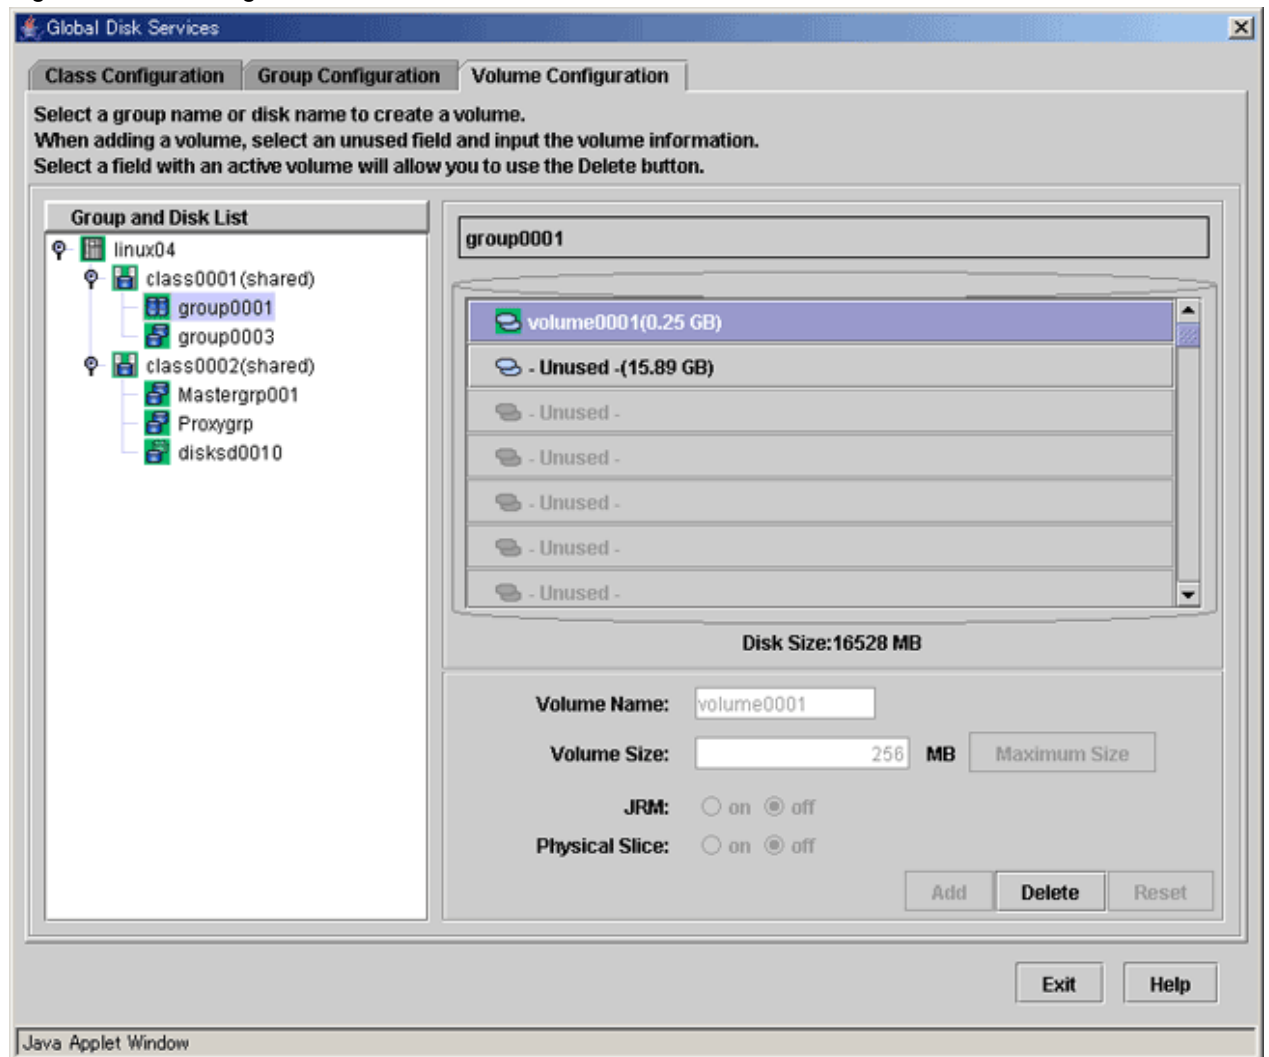 Global Disk Services
Class Configuration Group Configuration Volume Configuration
Select a group name or disk name to create a volume.
When adding a volume, select an unused field and input the volume information.
Select a field with an active volume will allow you to use the Delete button.
Group and Disk List
linux04
class0001(shared)
group0001
group0003
class0002(shared)
Mastergrp001
Proxygrp
disksd0010
group0001
volume0001(0.25 GB)
- Unused -(15.89 GB)
- Unused -
- Unused -
- Unused -
- Unused -
- Unused -
Disk Size:16528 MB
Volume Name: volume0001
Volume Size: 256 MB Maximum Size
JRM: on off
Physical Slice: on off
Add Delete Reset
Exit Help
Java Applet Window